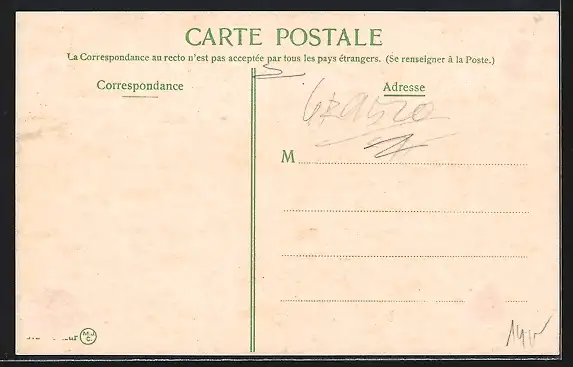 CARTE POSTALE
La Correspondance au recto n'est pas acceptée par tous les pays étrangers. (Se renseigner à la Poste.)
Correspondance
Adresse
M
M.J.
C.